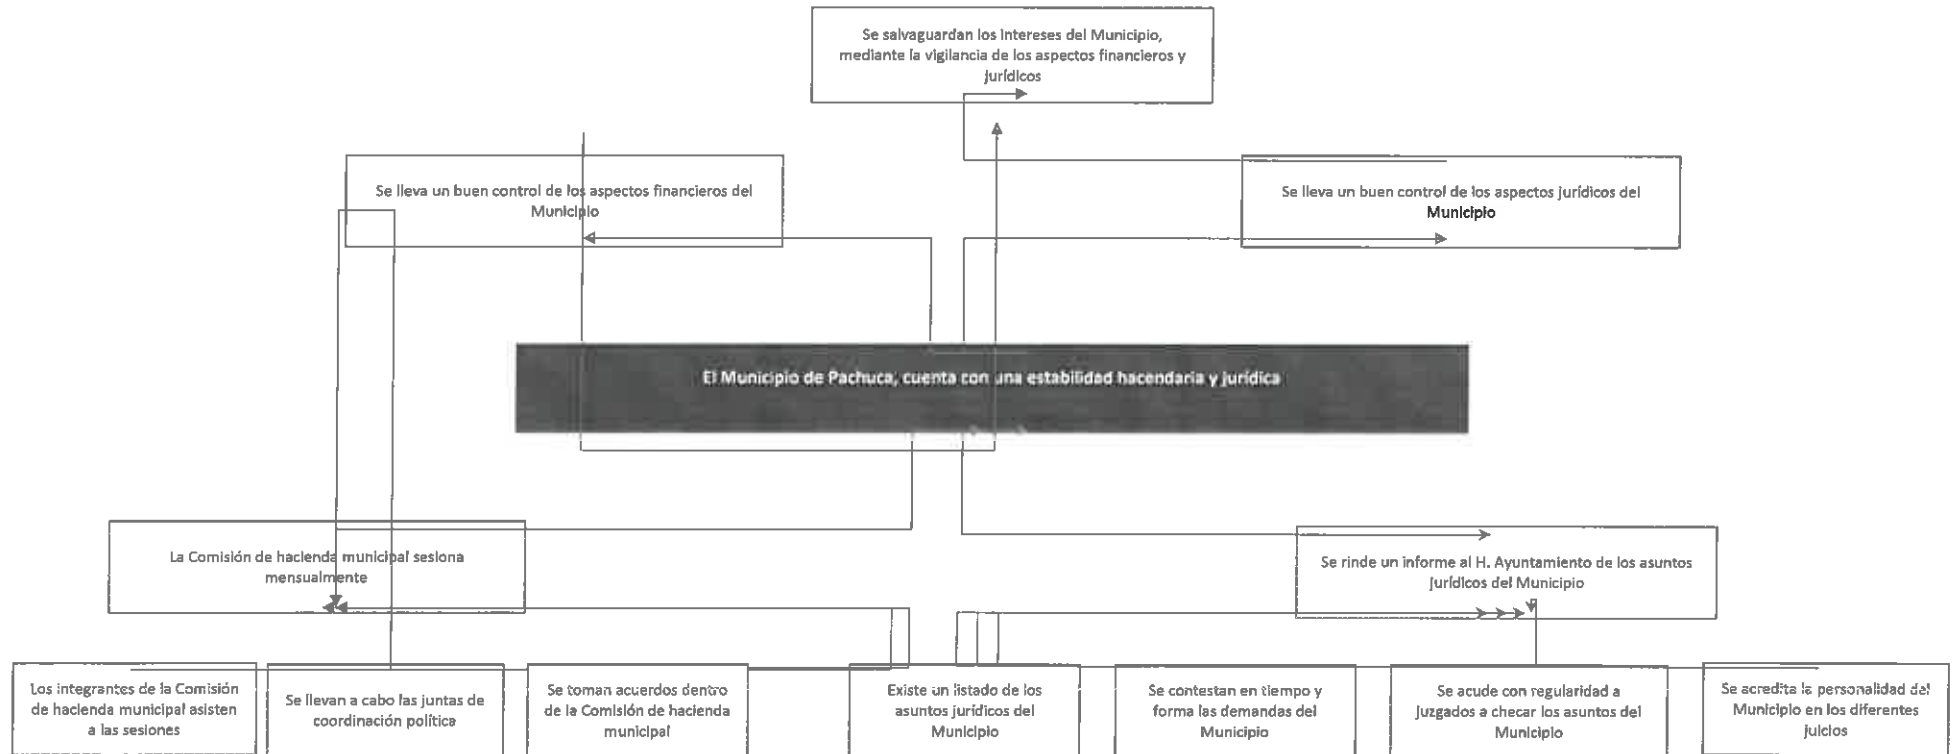 Se salvaguardan los intereses del Municipio,
mediante la vigilancia de los aspectos financieros y
jurídicos
Se lleva un buen control de los aspectos financieros del
Municipio
Se lleva un buen control de los aspectos jurídicos del
Municipio
El Municipio de Pachuca, cuenta con una estabilidad hacendaria y jurídica
La Comisión de hacienda municipal sesiona
mensualmente
Se rinde un informe al H. Ayuntamiento de los asuntos
jurídicos del Municipio
Los integrantes de la Comisión
de hacienda municipal asisten
a las sesiones
Se llevan a cabo las juntas de
coordinación política
Se toman acuerdos dentro
de la Comisión de hacienda
municipal
Existe un listado de los
asuntos jurídicos del
Municipio
Se contestan en tiempo y
forma las demandas del
Municipio
Se acude con regularidad a
juzgados a checar los asuntos del
Municipio
Se acredita la personalidad del
Municipio en los diferentes
juicios